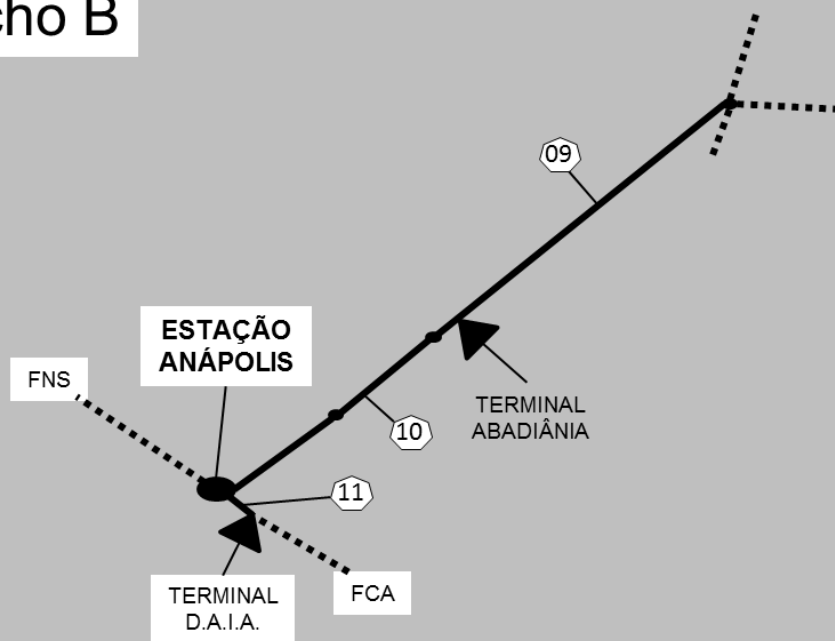 cho B
09
ESTAÇÃO
ANÁPOLIS
FNS
TERMINAL
ABADIÂNIA
10
11
TERMINAL
D.A.I.A.
FCA